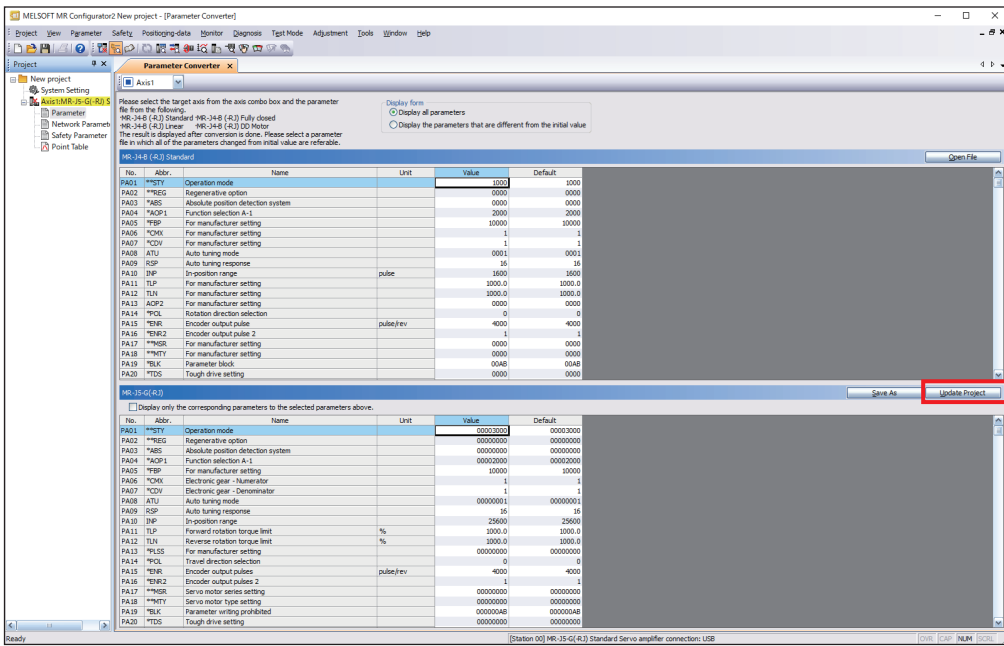 MELSOFT MR Configurator2 New project - [Parameter Converter]
Project View Parameter Safety Positioning-data Monitor Diagnosis Test Mode Adjustment Tools Window Help
Project
New project
System Setting
Axis1:MR-J5-G(-RJ) S
Parameter
Network Paramet
Safety Parameter
Point Table
Parameter Converter
Axis1
Please select the target axis from the axis combo box and the parameter
file from the following.
·MR-J4-B (-RJ) Standard ·MR-J4-B (-RJ) Fully closed
·MR-J4-B (-RJ) Linear ·MR-J4-B (-RJ) DD Motor
The result is displayed after conversion is done. Please select a parameter
file in which all of the parameters changed from initial value are referable.
Display form
Display all parameters
Display the parameters that are different from the initial value
MR-J4-B (-RJ) Standard Open File
No. Abbr. Name Unit Value Default
PA01 **STY Operation mode 1000 1000
PA02 **REG Regenerative option 0000 0000
PA03 *ABS Absolute position detection system 0000 0000
PA04 *AOP1 Function selection A-1 2000 2000
PA05 *FBP For manufacturer setting 10000 10000
PA06 *CMX For manufacturer setting 1 1
PA07 *CDV For manufacturer setting 1 1
PA08 ATU Auto tuning mode 0001 0001
PA09 RSP Auto tuning response 16 16
PA10 INP In-position range pulse 1600 1600
PA11 TLP For manufacturer setting 1000.0 1000.0
PA12 TLN For manufacturer setting 1000.0 1000.0
PA13 AOP2 For manufacturer setting 0000 0000
PA14 *POL Rotation direction selection 0 0
PA15 *ENR Encoder output pulse pulse/rev 4000 4000
PA16 *ENR2 Encoder output pulse 2 1 1
PA17 **MSR For manufacturer setting 0000 0000
PA18 **MTY For manufacturer setting 0000 0000
PA19 *BLK Parameter block 00AB 00AB
PA20 *TDS Tough drive setting 0000 0000
MR-J5-G(-RJ) Save As Update Project
Display only the corresponding parameters to the selected parameters above.
No. Abbr. Name Unit Value Default
PA01 **STY Operation mode 00003000 00003000
PA02 **REG Regenerative option 00000000 00000000
PA03 *ABS Absolute position detection system 00000000 00000000
PA04 *AOP1 Function selection A-1 00002000 00002000
PA05 *FBP For manufacturer setting 10000 10000
PA06 *CMX Electronic gear - Numerator 1 1
PA07 *CDV Electronic gear - Denominator 1 1
PA08 ATU Auto tuning mode 00000001 00000001
PA09 RSP Auto tuning response 16 16
PA10 INP In-position range 25600 25600
PA11 TLP Forward rotation torque limit % 1000.0 1000.0
PA12 TLN Reverse rotation torque limit % 1000.0 1000.0
PA13 *PLSS For manufacturer setting 00000000 00000000
PA14 *POL Travel direction selection 0 0
PA15 *ENR Encoder output pulses pulse/rev 4000 4000
PA16 *ENR2 Encoder output pulses 2 1 1
PA17 **MSR Servo motor series setting 00000000 00000000
PA18 **MTY Servo motor type setting 00000000 00000000
PA19 *BLK Parameter writing prohibited 000000AB 000000AB
PA20 *TDS Tough drive setting 00000000 00000000
Ready [Station 00] MR-J5-G(-RJ) Standard Servo amplifier connection: USB OVR CAP NUM SCRL